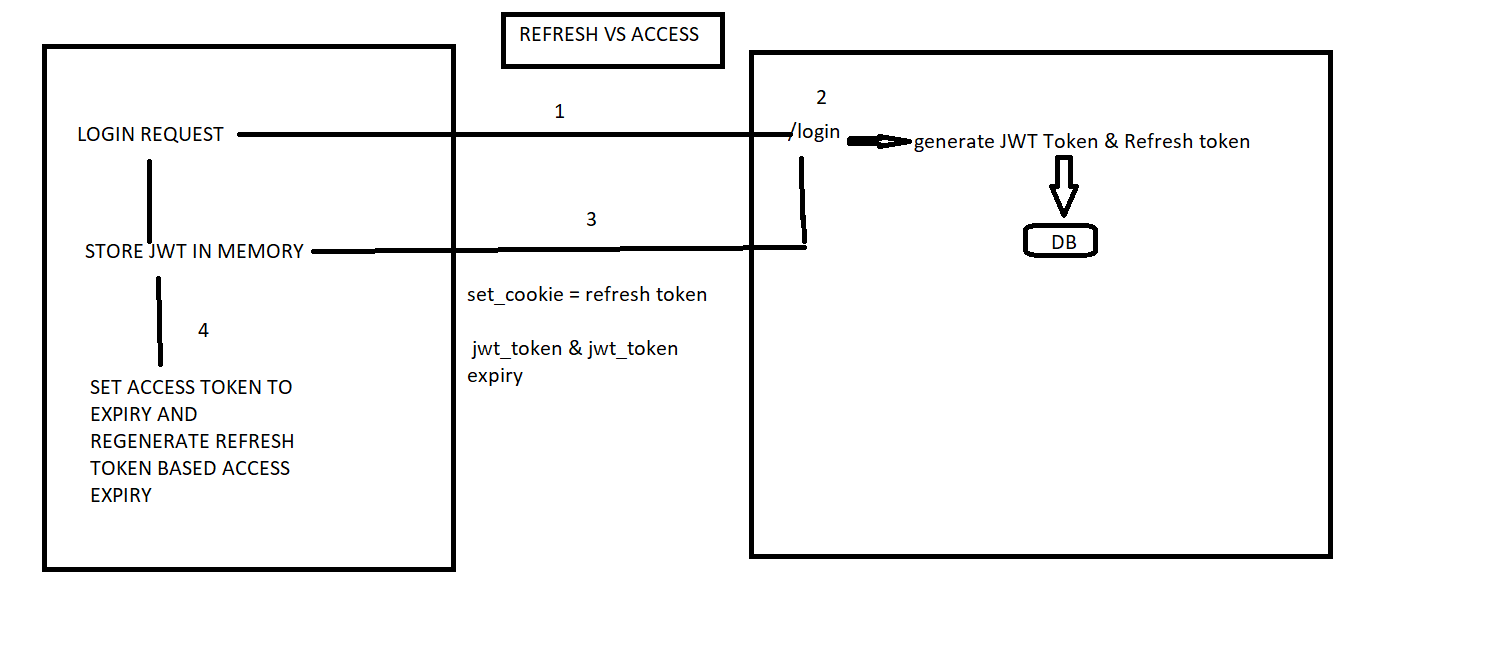 REFRESH VS ACCESS
1
2
LOGIN REQUEST
/login
generate JWT Token & Refresh token
3
STORE JWT IN MEMORY
DB
set_cookie = refresh token
4
jwt_token & jwt_token
expiry
SET ACCESS TOKEN TO
EXPIRY AND
REGENERATE REFRESH
TOKEN BASED ACCESS
EXPIRY